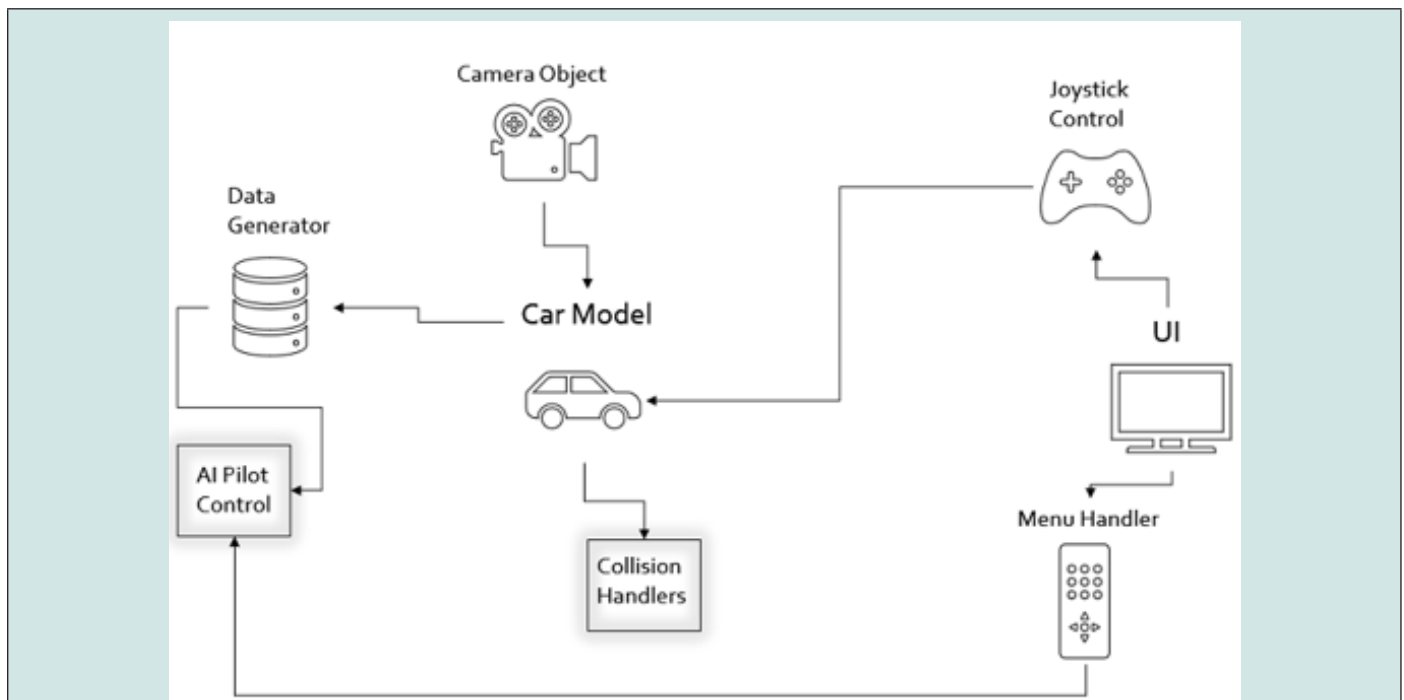 Camera Object
Joystick
Control
Data
Generator
Car Model
UI
AI Pilot
Control
Menu Handler
Collision
Handlers